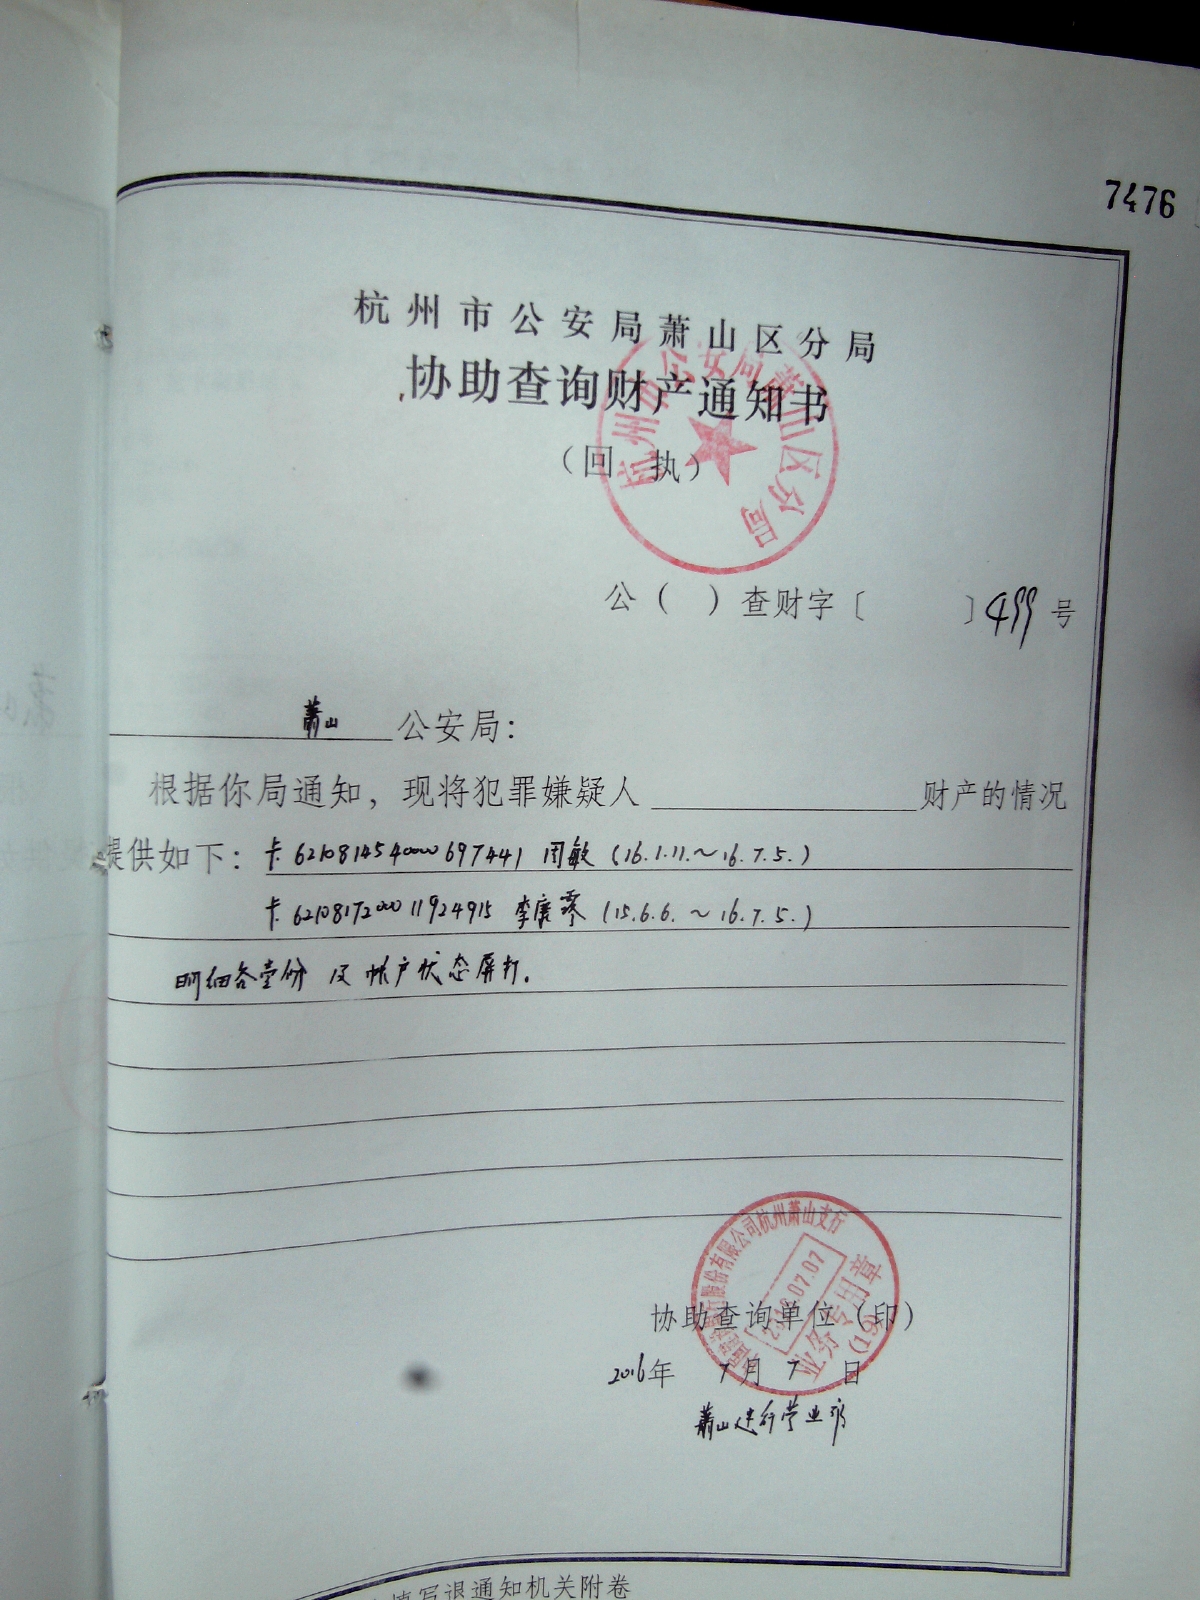 7476
杭州市公安局萧山区分局
协助查询财产通知书
（回 执）
杭州市公安局萧山区分局
公（ ）查财字〔 〕499号
萧山公安局：
根据你局通知，现将犯罪嫌疑人 财产的情况
提供如下：卡6210814540000697441 周敏（16.1.11.～16.7.5.）
卡6210817200011924915 李康琴（15.6.6.～16.7.5.）
明细各壹份 及帐户状态屏打.
中国建设银行股份有限公司杭州萧山支行
2016.07.07
业务专用章
(19)
协助查询单位（印）
2016年 7月 7 日
萧山建行营业部
填写退通知机关附卷